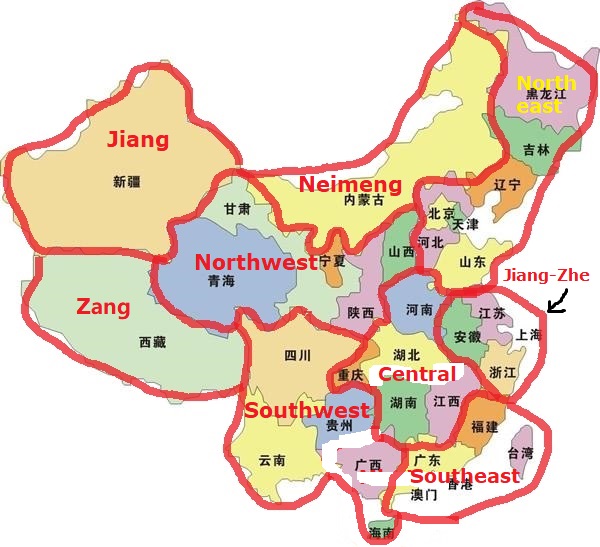 North
黑龙江
east
吉林
Jiang
新疆
Neimeng
内蒙古
辽宁
甘肃
北京
天津
河北
山西
山东
Northwest
宁夏
青海
Jiang-Zhe
Zang
西藏
陕西
河南
江苏
安徽
上海
四川
湖北
重庆
Central
浙江
湖南
江西
Southwest
贵州
福建
云南
广西
广东
台湾
Southeast
香港
澳门
海南